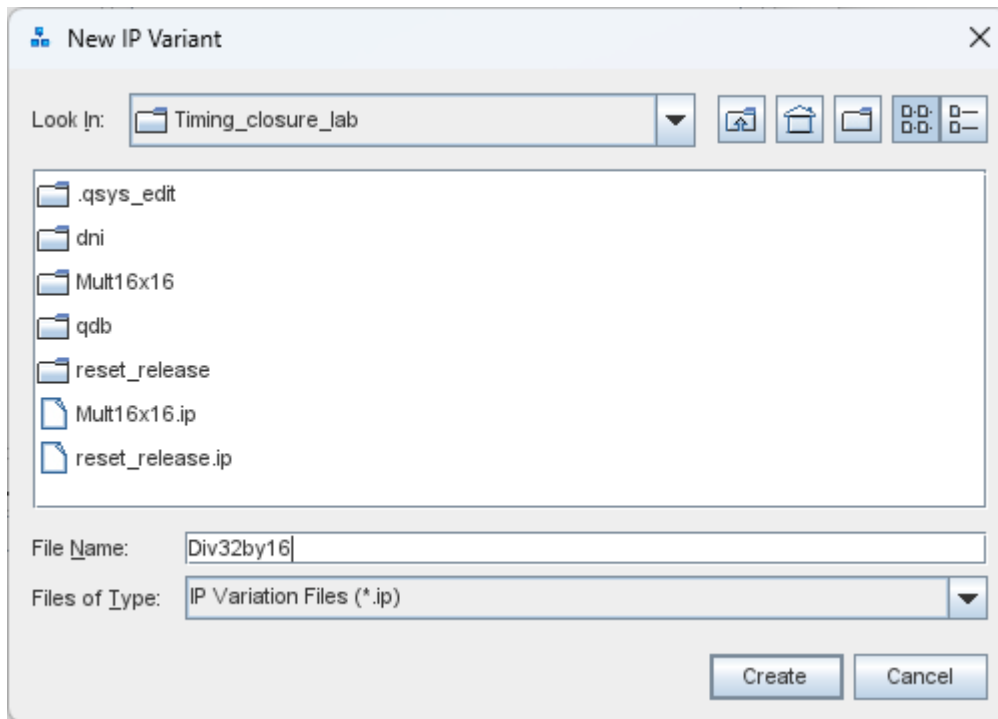 New IP Variant
Look In: Timing_closure_lab
.qsys_edit
dni
Mult16x16
qdb
reset_release
Mult16x16.ip
reset_release.ip
File Name: Div32by16
Files of Type: IP Variation Files (*.ip)
Create Cancel